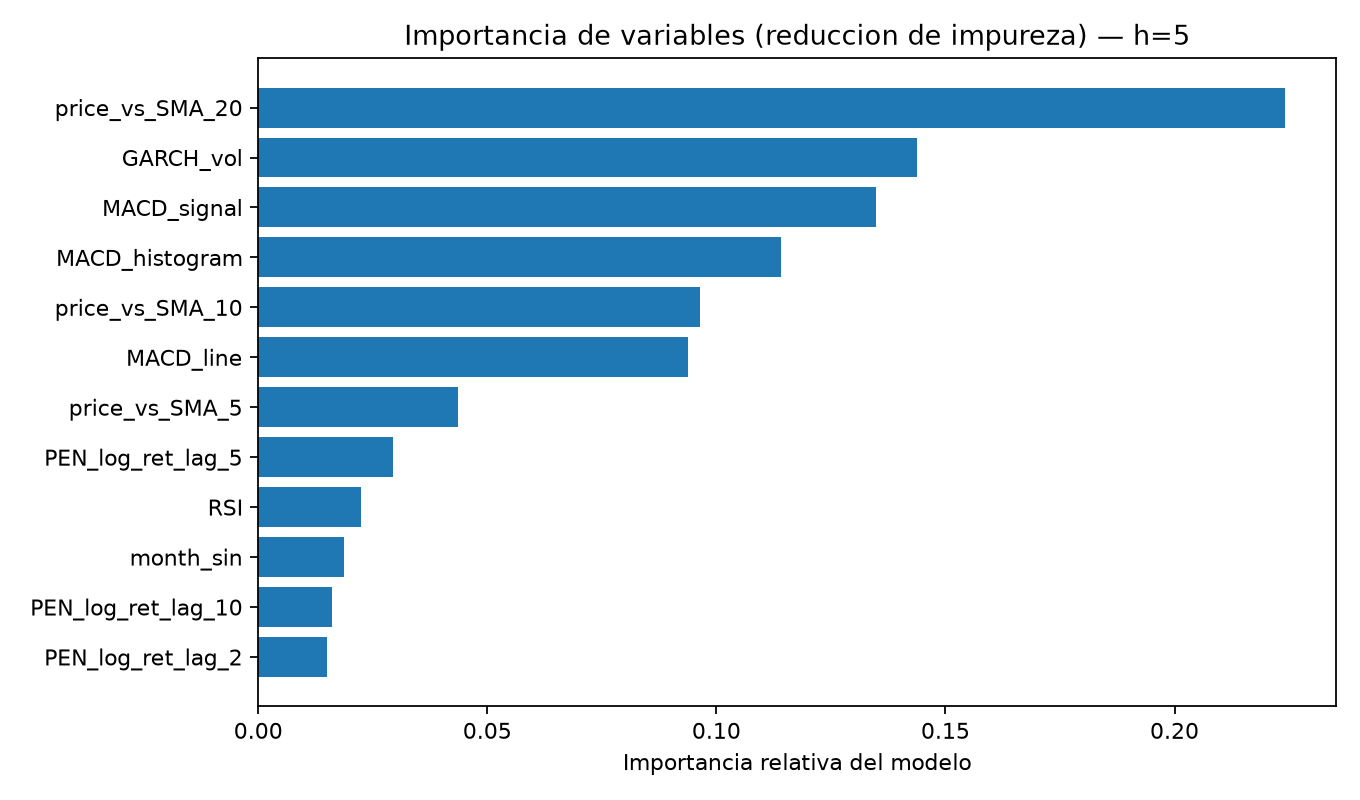 Importancia de variables (reduccion de impureza) — h=5
price_vs_SMA_20
GARCH_vol
MACD_signal
MACD_histogram
price_vs_SMA_10
MACD_line
price_vs_SMA_5
PEN_log_ret_lag_5
RSI
month_sin
PEN_log_ret_lag_10
PEN_log_ret_lag_2
0.00 0.05 0.10 0.15 0.20
Importancia relativa del modelo